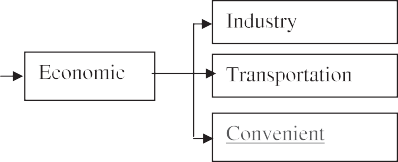 Economic
Industry
Transportation
Convenient